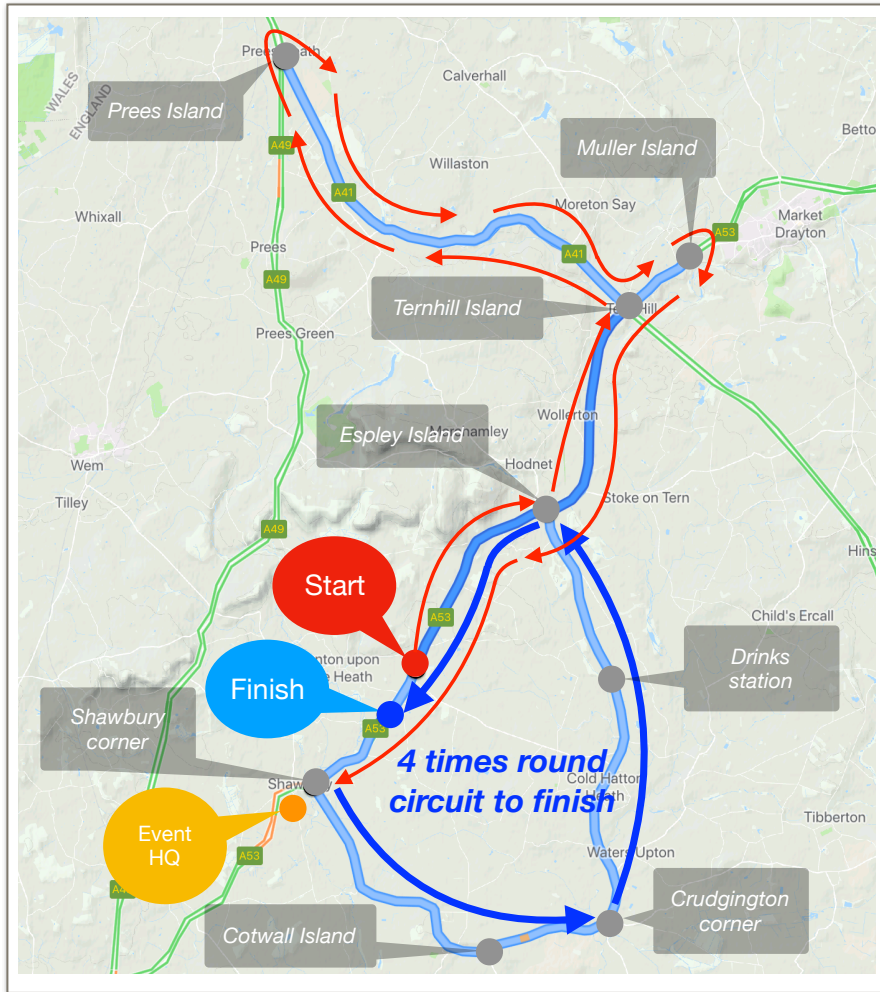 WALES
ENGLAND
Prees Island
Calverhall
Muller Island
Betto
A49
Willaston
A41
Moreton Say
Market
Drayton
A53
Whixall
Prees
A41
A49
Ternhill Island
Prees Green
Espley Island
Wollerton
Wem
Hodnet
Tilley
Stoke on Tern
A49
Hins
Start
A53
Child's Ercall
Drinks
station
Finish
Shawbury
corner
A53
4 times round
circuit to finish
Cold Hatton
Heath
Tibberton
Event
HQ
A53
Waters Upton
Crudgington
corner
Cotwall Island